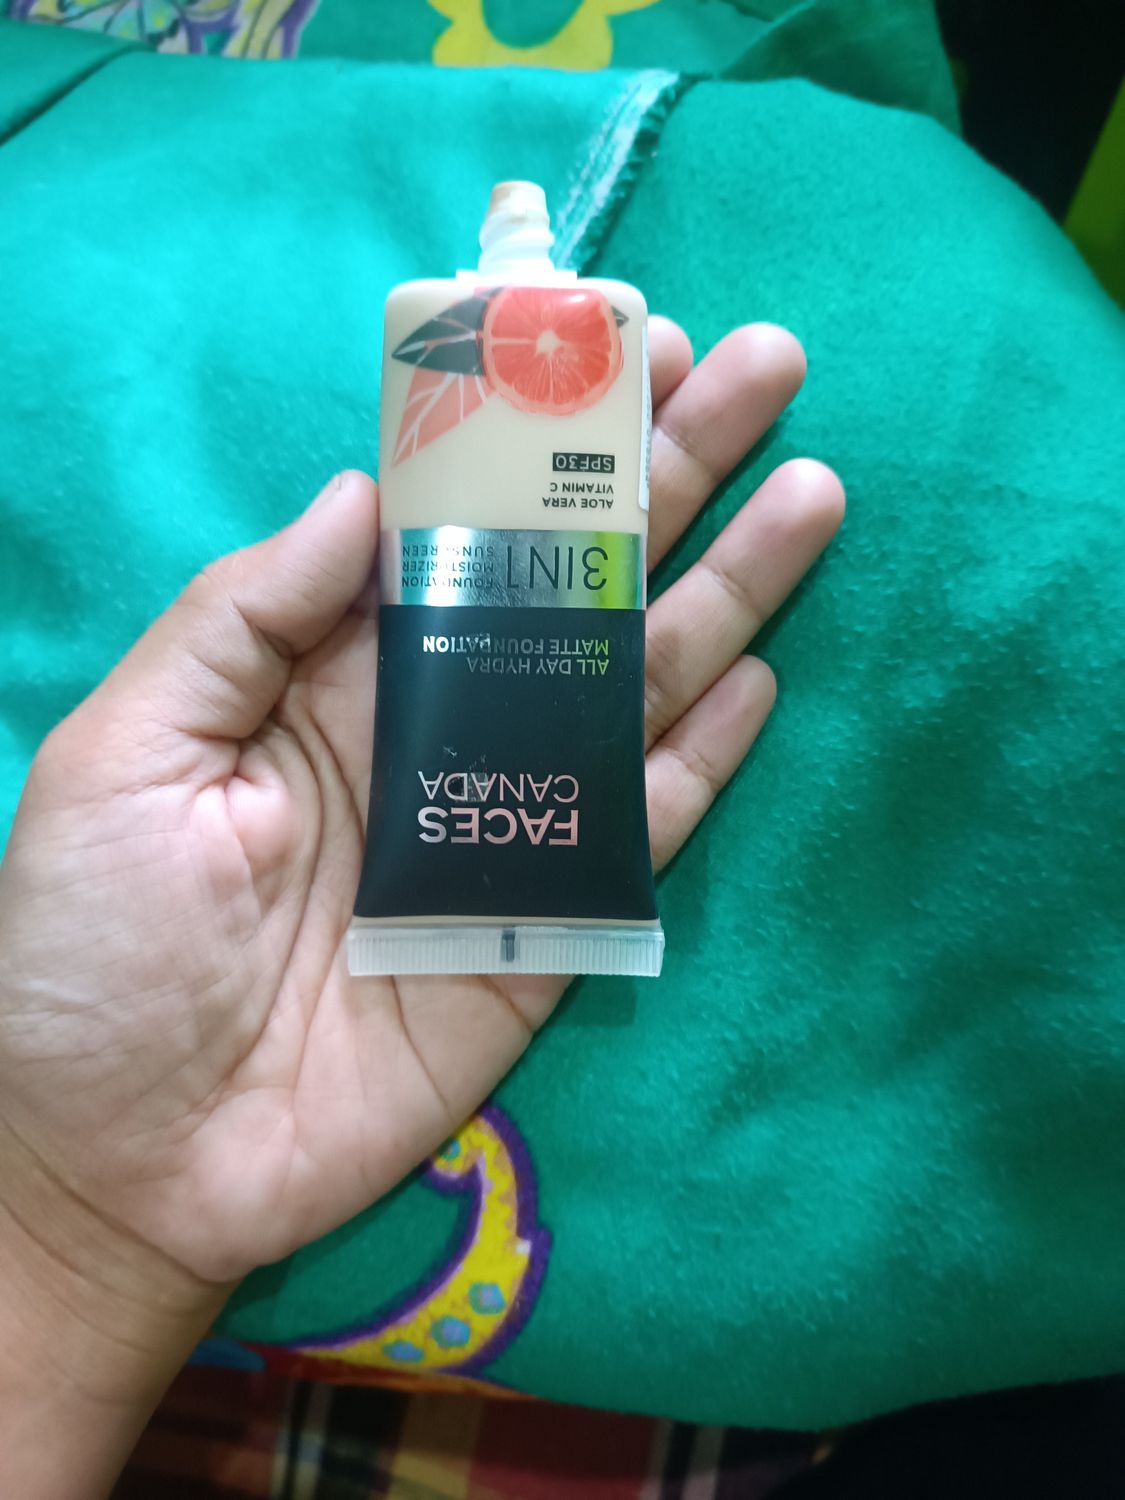 FACES
CANADA
ALL DAY HYDRA
MATTE FOUNDATION
3IN1
FOUNDATION
MOISTURIZER
SUNSCREEN
ALOE VERA
VITAMIN C
SPF30